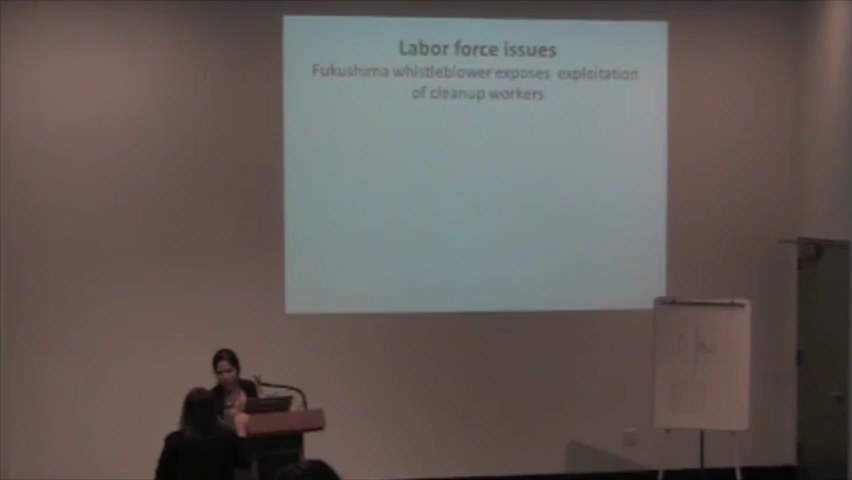 Labor force issues
Fukushima whistleblower exposes exploitation
of cleanup workers